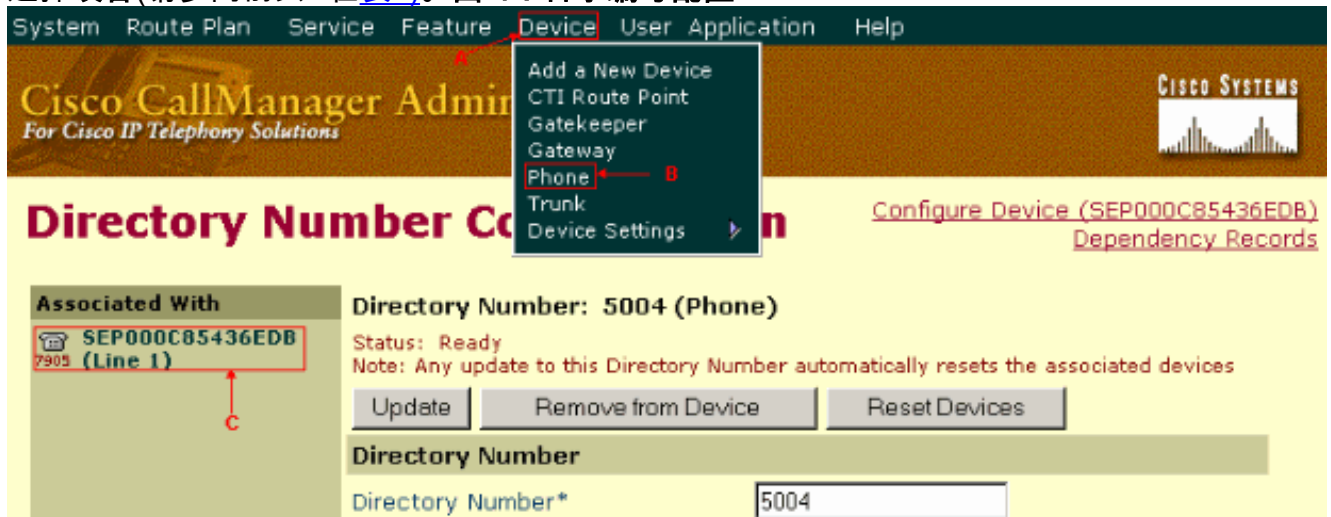 System Route Plan Service Feature Device User Application Help
A
Add a New Device
CTI Route Point
Gatekeeper
Gateway
Phone
B
Trunk
Device Settings
Cisco CallManager Admin
For Cisco IP Telephony Solutions
CISCO SYSTEMS
Directory Number Co n
Configure Device (SEP000C85436EDB)
Dependency Records
Associated With
SEP000C85436EDB
7905 (Line 1)
C
Directory Number: 5004 (Phone)
Status: Ready
Note: Any update to this Directory Number automatically resets the associated devices
Update Remove from Device Reset Devices
Directory Number
Directory Number* 5004